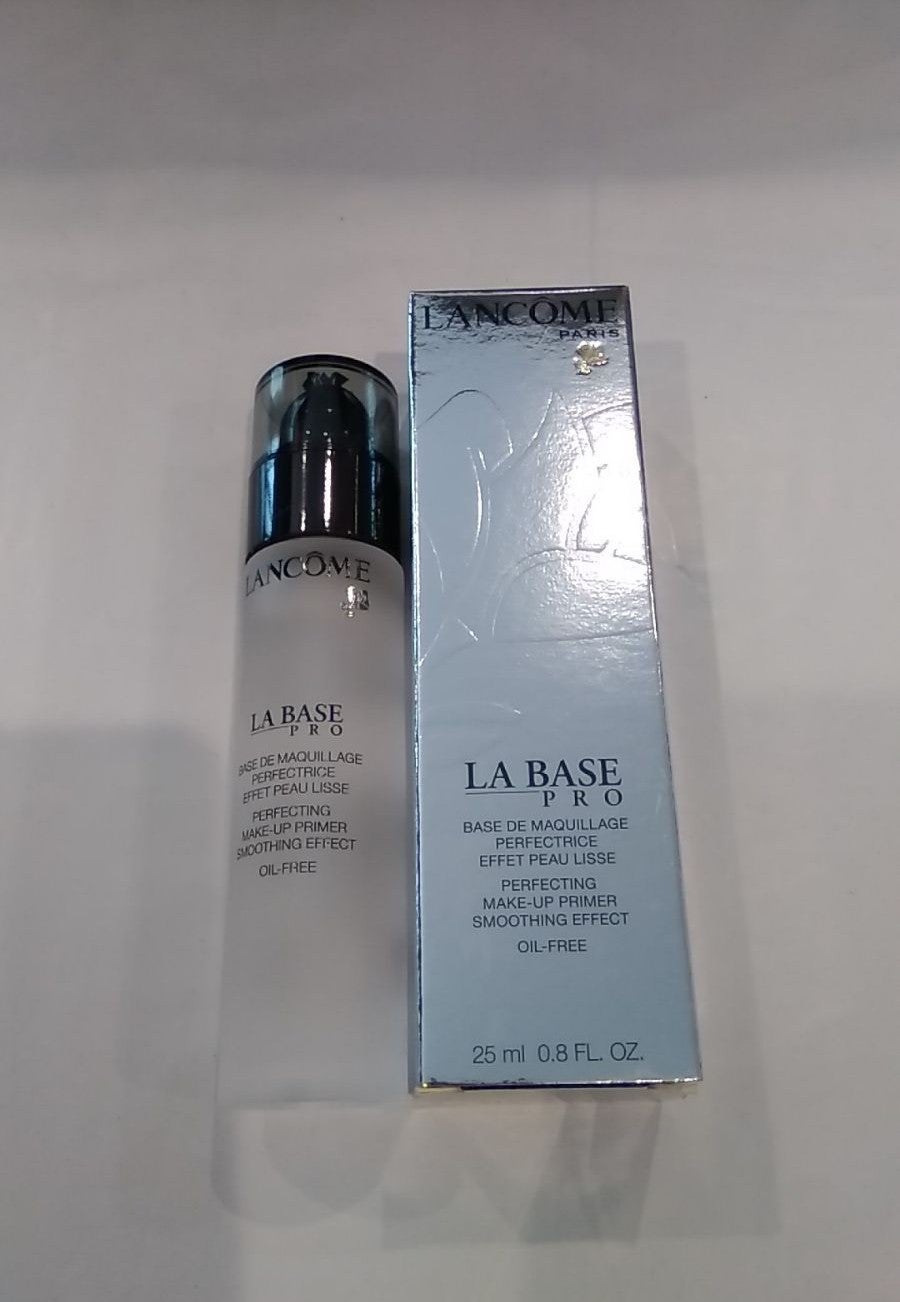 LANCÔME
LA BASE
PRO
BASE DE MAQUILLAGE
PERFECTRICE
EFFET PEAU LISSE
PERFECTING
MAKE-UP PRIMER
SMOOTHING EFFECT
OIL-FREE
LANCÔME
PARIS
LA BASE
PRO
BASE DE MAQUILLAGE
PERFECTRICE
EFFET PEAU LISSE
PERFECTING
MAKE-UP PRIMER
SMOOTHING EFFECT
OIL-FREE
25 ml 0.8 FL. OZ.